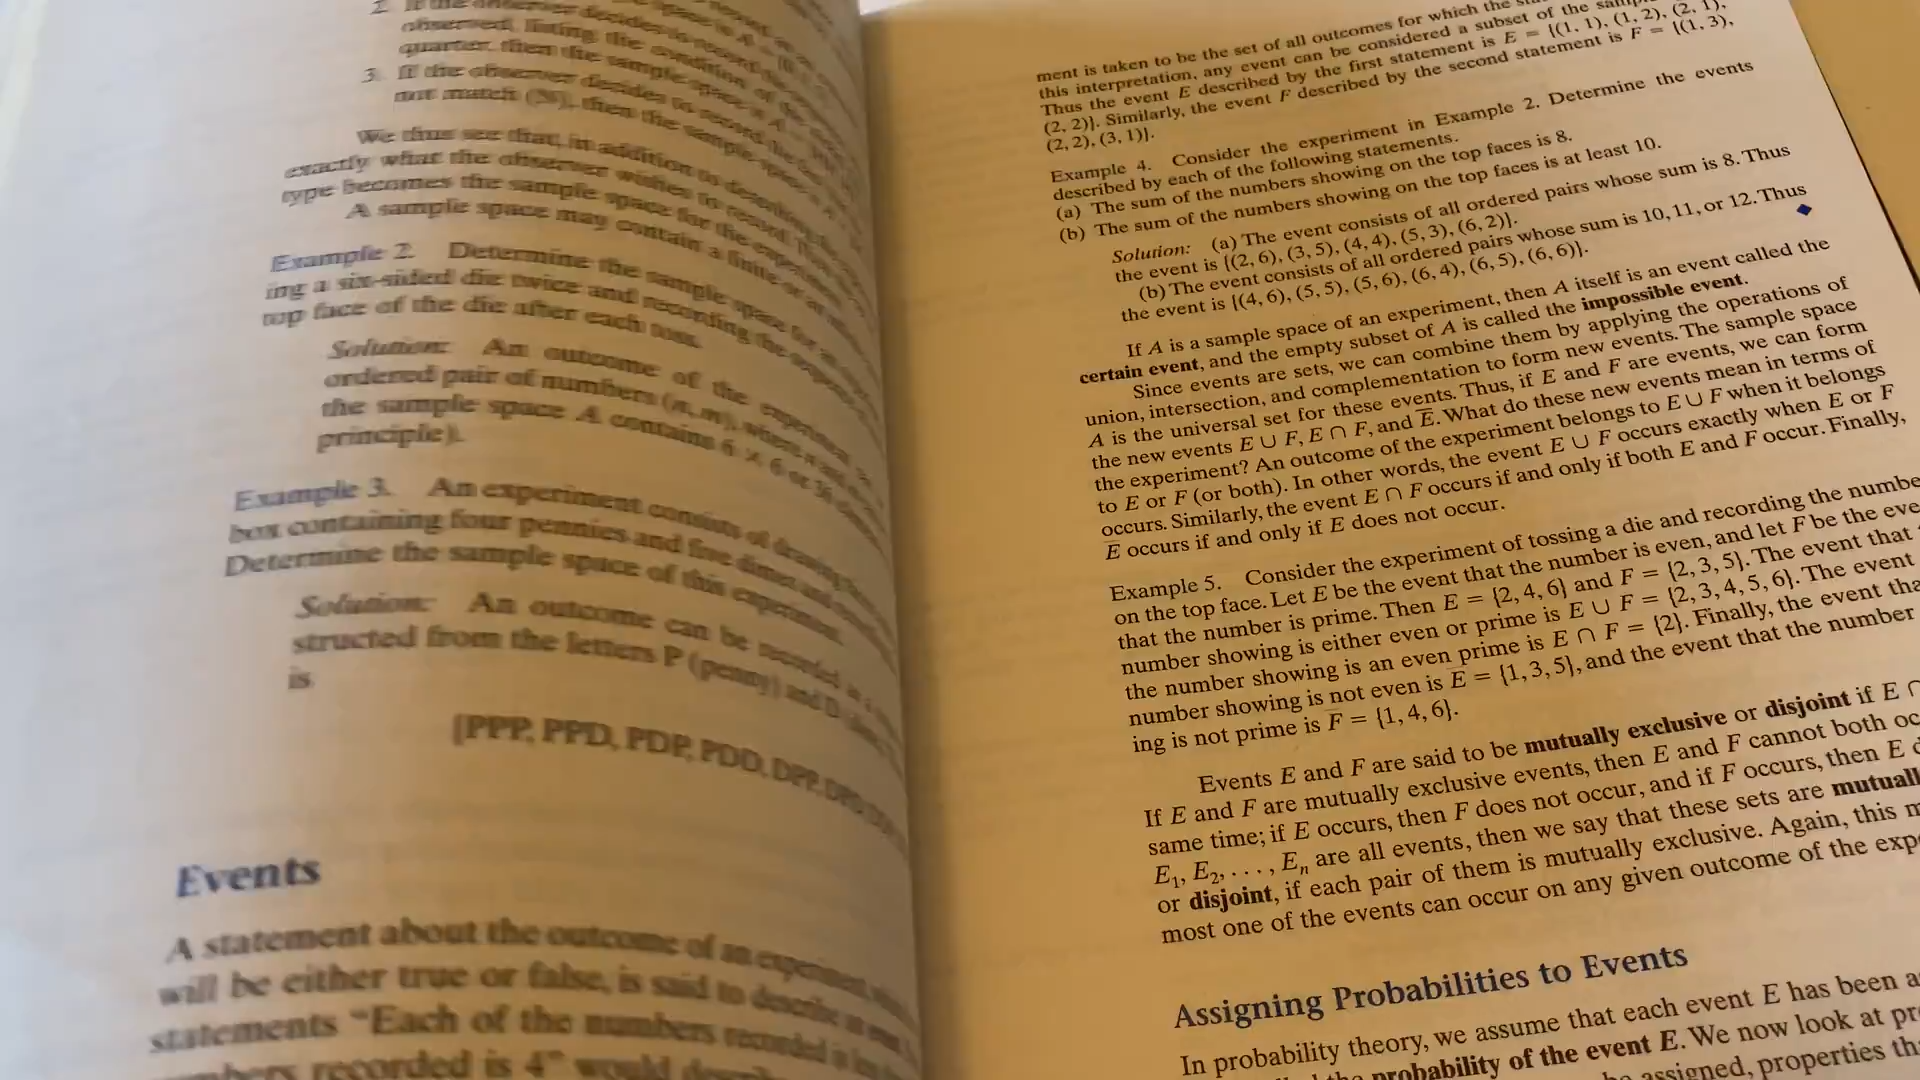 3. If the observer decides to record
not match (N), then the sample space is A
We thus see that, in addition to describing
exactly what the observer wishes to record.
type becomes the sample space for the experiment.
A sample space may contain a finite or an
Example 2. Determine the sample space for an
ing a six-sided die twice and recording the
top face of the die after each toss.
Solution: An outcome of the experiment
ordered pair of numbers (n, m), where n and
the sample space A contains 6 × 6 or 36
principle).
Example 3. An experiment consists of drawing
box containing four pennies and five dimes and
Determine the sample space of this experiment.
Solution: An outcome can be recorded as a
structed from the letters P (penny) and D
is
{PPP, PPD, PDP, PDD, DPP,
Events
A statement about the outcome of an experiment,
will be either true or false, is said to describe an event.
statements "Each of the numbers recorded is
numbers recorded is 4" would
ment is taken to be the set of all outcomes for which the
this interpretation, any event can be considered a subset of the
Thus the event E described by the first statement is E = {(1, 1), (1, 2), (2, 1),
(2, 2)}. Similarly, the event F described by the second statement is F = {(1, 3),
(2, 2), (3, 1)}.
Example 4. Consider the experiment in Example 2. Determine the events
described by each of the following statements.
(a) The sum of the numbers showing on the top faces is 8.
(b) The sum of the numbers showing on the top faces is at least 10.
Solution: (a) The event consists of all ordered pairs whose sum is 8. Thus
the event is {(2, 6), (3, 5), (4, 4), (5, 3), (6, 2)}.
(b) The event consists of all ordered pairs whose sum is 10, 11, or 12. Thus
the event is {(4, 6), (5, 5), (5, 6), (6, 4), (6, 5), (6, 6)}. ◆
If A is a sample space of an experiment, then A itself is an event called the
certain event, and the empty subset of A is called the impossible event.
Since events are sets, we can combine them by applying the operations of
union, intersection, and complementation to form new events. The sample space
A is the universal set for these events. Thus, if E and F are events, we can form
the new events E ∪ F, E ∩ F, and E̅. What do these new events mean in terms of
the experiment? An outcome of the experiment belongs to E ∪ F when it belongs
to E or F (or both). In other words, the event E ∪ F occurs exactly when E or F
occurs. Similarly, the event E ∩ F occurs if and only if both E and F occur. Finally,
E̅ occurs if and only if E does not occur.
Example 5. Consider the experiment of tossing a die and recording the numbe
on the top face. Let E be the event that the number is even, and let F be the eve
that the number is prime. Then E = {2, 4, 6} and F = {2, 3, 5}. The event that
number showing is either even or prime is E ∪ F = {2, 3, 4, 5, 6}. The event
the number showing is an even prime is E ∩ F = {2}. Finally, the event tha
number showing is not even is E̅ = {1, 3, 5}, and the event that the number
ing is not prime is F̅ = {1, 4, 6}.
Events E and F are said to be mutually exclusive or disjoint if E ∩
If E and F are mutually exclusive events, then E and F cannot both oc
same time; if E occurs, then F does not occur, and if F occurs, then E
E₁, E₂, . . . , Eₙ are all events, then we say that these sets are mutuall
or disjoint, if each pair of them is mutually exclusive. Again, this m
most one of the events can occur on any given outcome of the exp
Assigning Probabilities to Events
In probability theory, we assume that each event E has been a
probability of the event E. We now look at pr
assigned, properties th